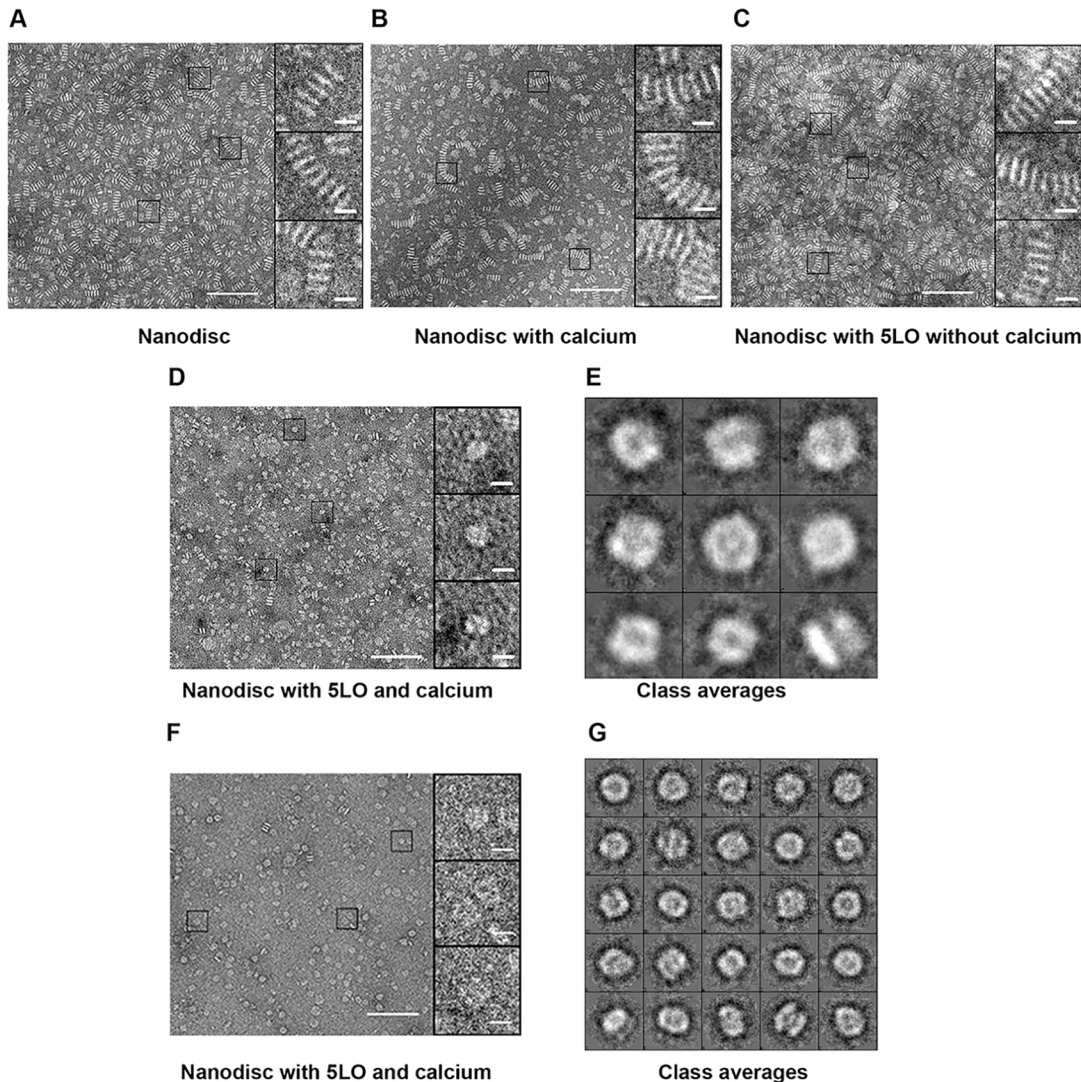 A
B
C
Nanodisc
Nanodisc with calcium
Nanodisc with 5LO without calcium
D
E
Nanodisc with 5LO and calcium
Class averages
F
G
Nanodisc with 5LO and calcium
Class averages